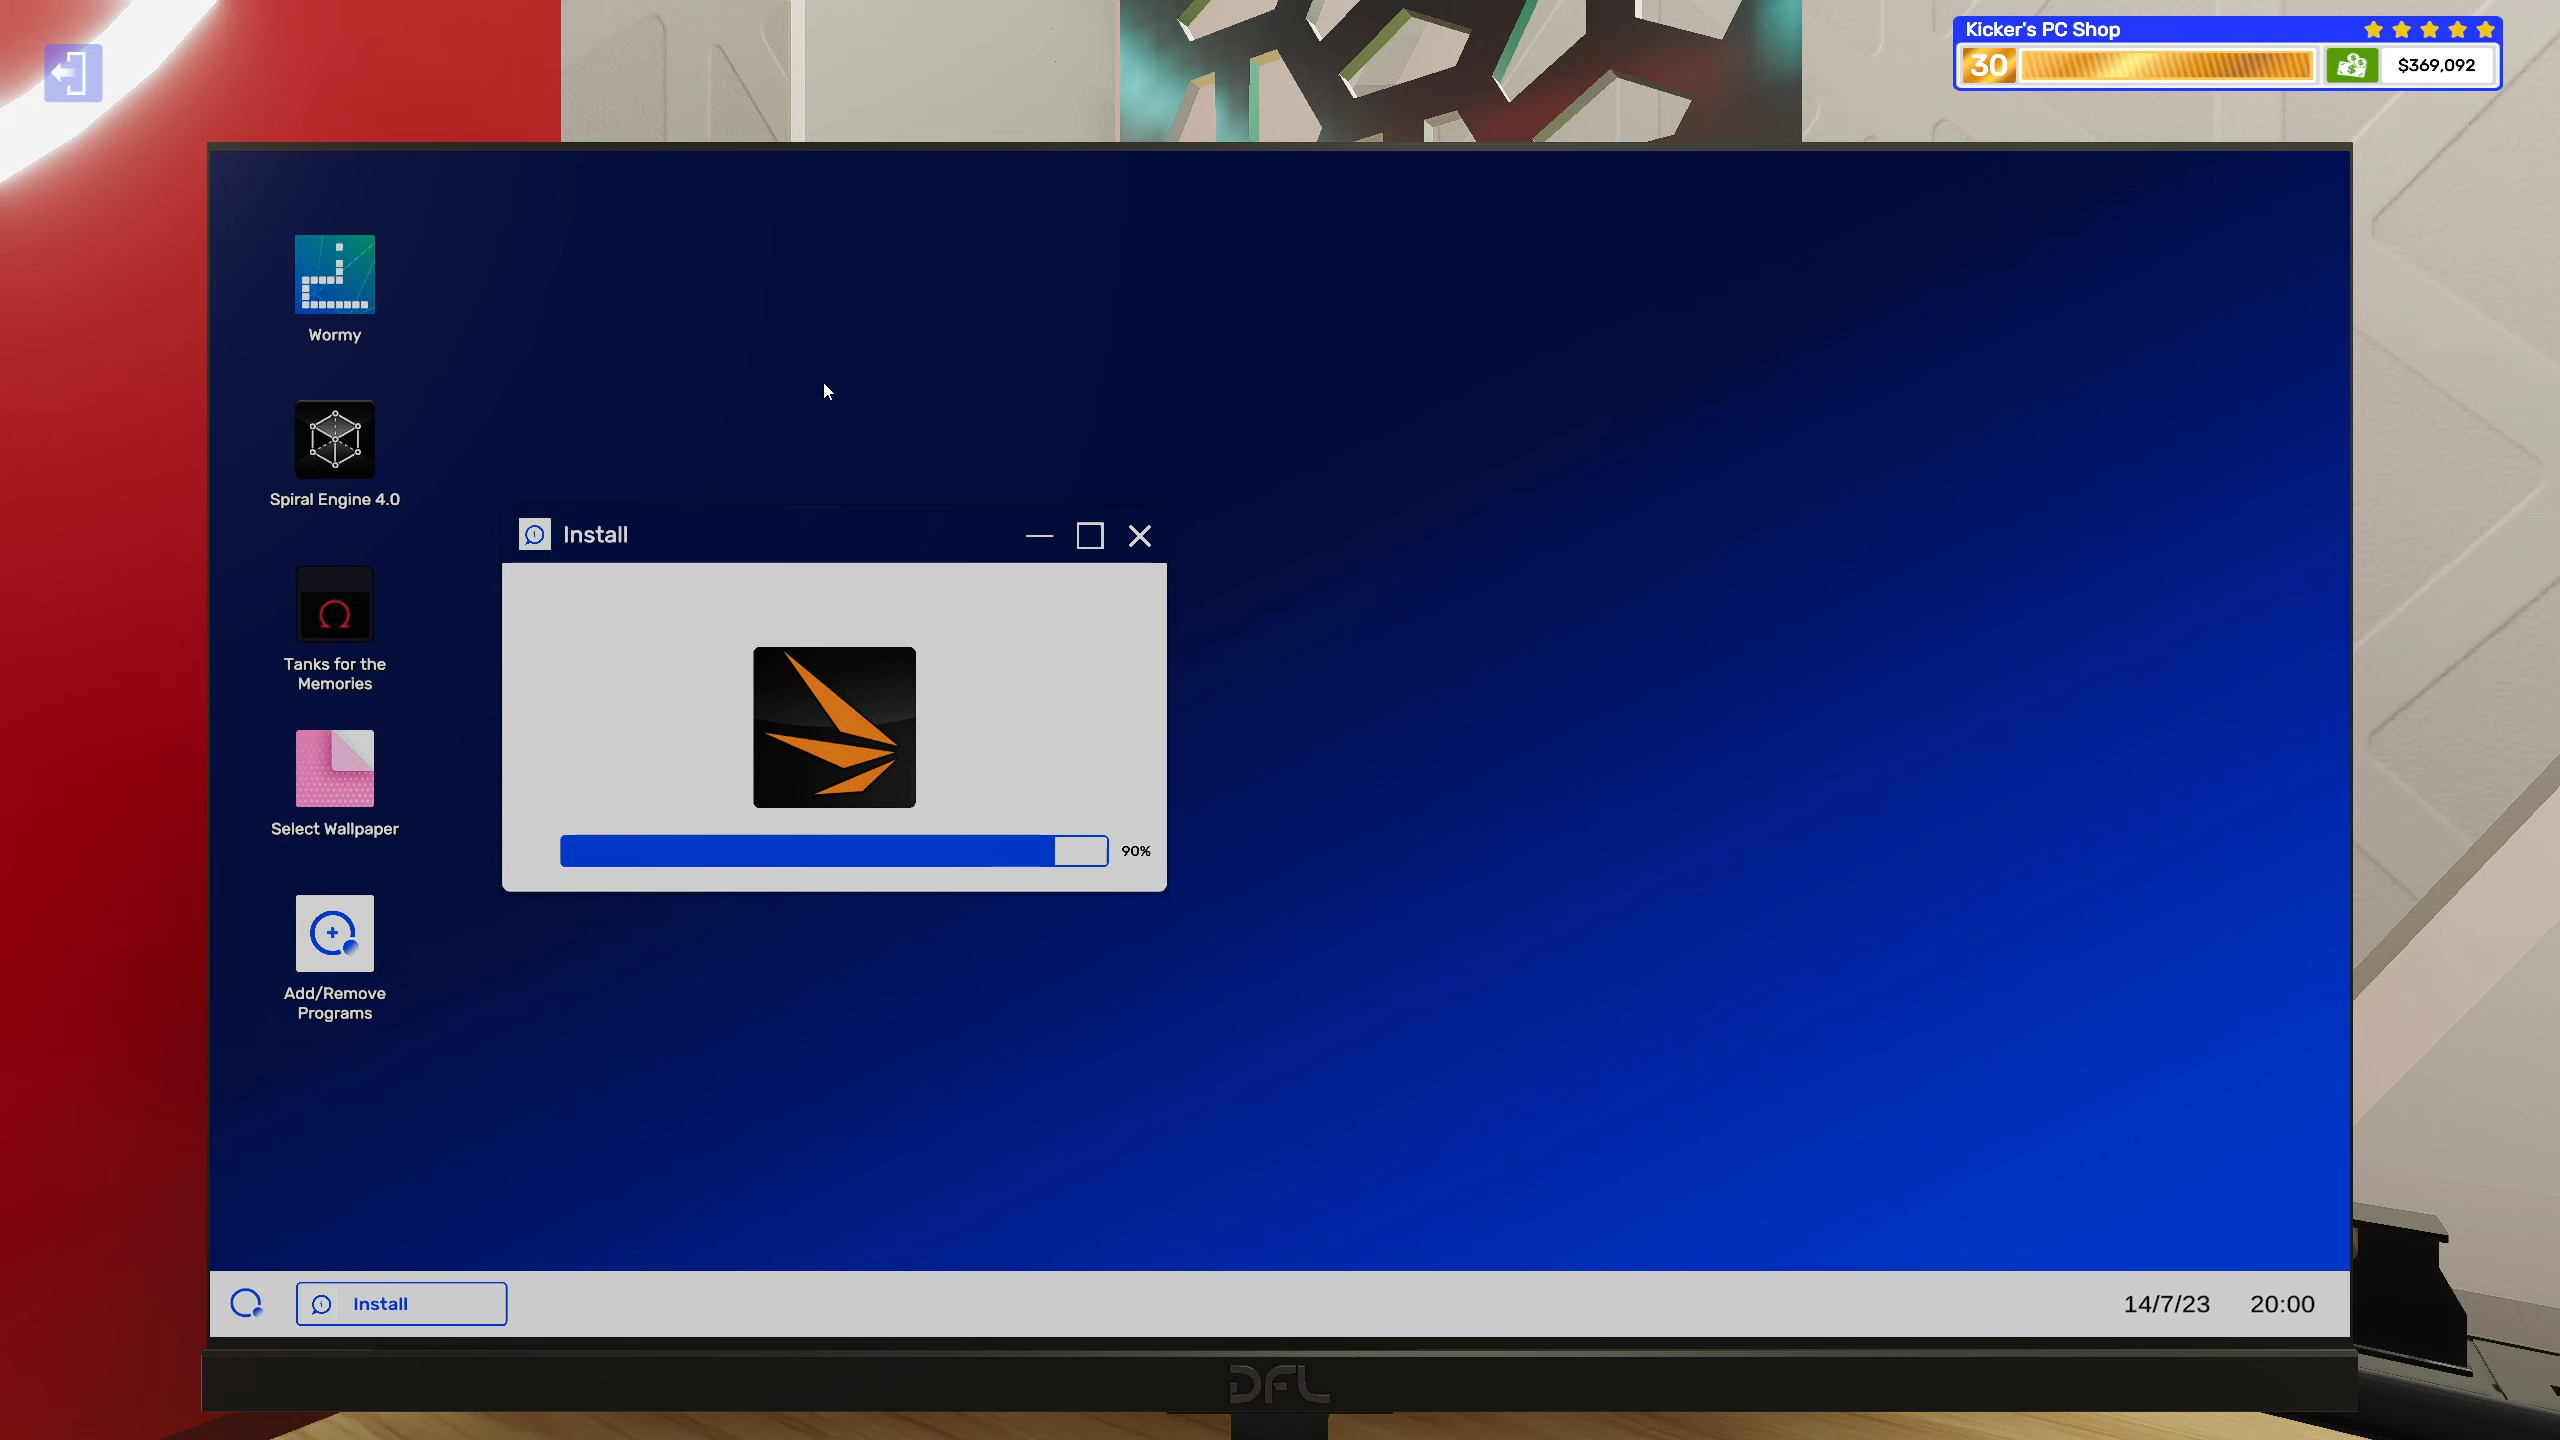 Kicker's PC Shop
30
$369,092
Wormy
Spiral Engine 4.0
Tanks for the
Memories
Select Wallpaper
Add/Remove
Programs
Install
90%
Install
14/7/23 20:00
DFL